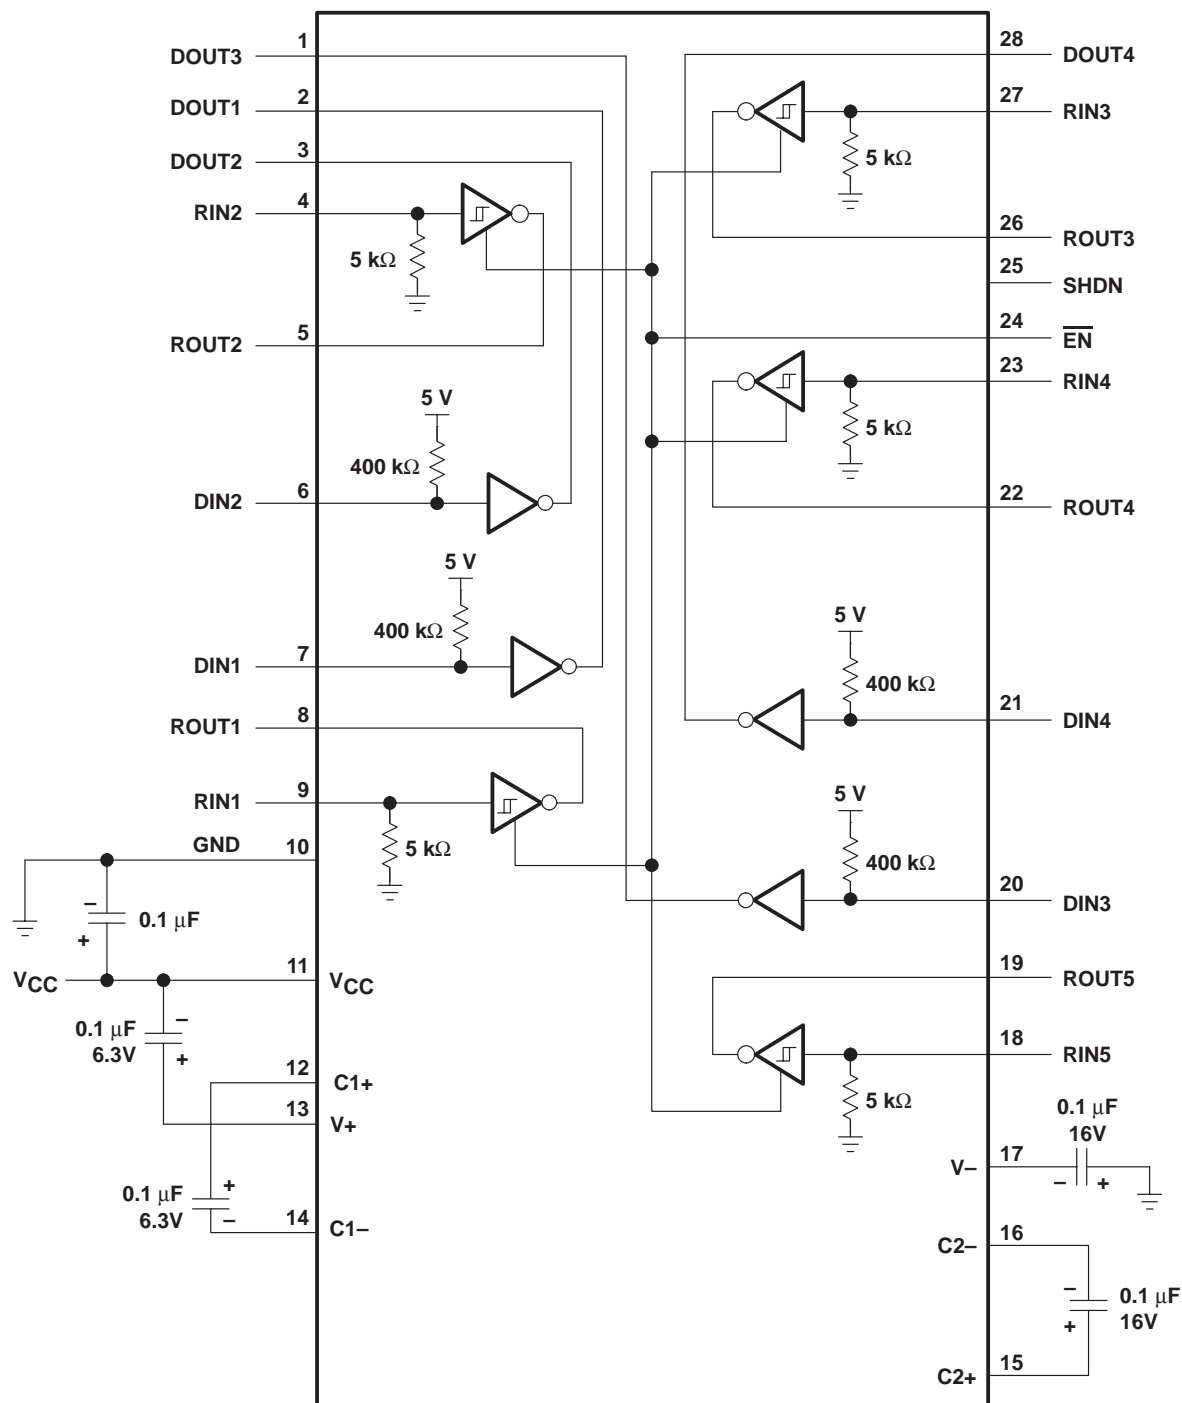 1
DOUT3
2
DOUT1
3
DOUT2
4
RIN2
5 kΩ
5
ROUT2
5 V
400 kΩ
6
DIN2
5 V
400 kΩ
7
DIN1
8
ROUT1
9
RIN1
5 kΩ
GND
10
–
0.1 µF
+
11
VCC
VCC
–
0.1 µF
6.3V
+
12
C1+
13
V+
+
0.1 µF
6.3V
–
14
C1–
28
DOUT4
27
RIN3
5 kΩ
26
ROUT3
25
SHDN
24
EN
23
RIN4
5 kΩ
22
ROUT4
5 V
400 kΩ
21
DIN4
5 V
400 kΩ
20
DIN3
19
ROUT5
18
RIN5
5 kΩ
0.1 µF
16V
17
V–
– +
16
C2–
–
0.1 µF
16V
+
15
C2+